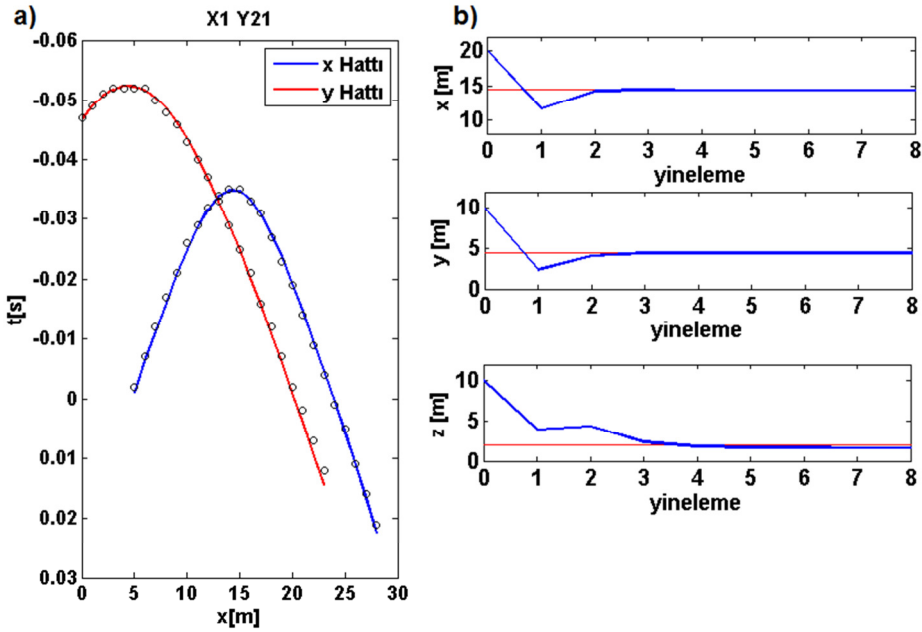 a)
X1 Y21
-0.06
-0.05
-0.04
-0.03
-0.02
-0.01
0
0.01
0.02
0.03
t[s]
0 5 10 15 20 25 30
x[m]
x Hattı
y Hattı
b)
20
15
10
x [m]
0 1 2 3 4 5 6 7 8
yineleme
10
5
0
y [m]
0 1 2 3 4 5 6 7 8
yineleme
10
5
0
z [m]
0 1 2 3 4 5 6 7 8
yineleme